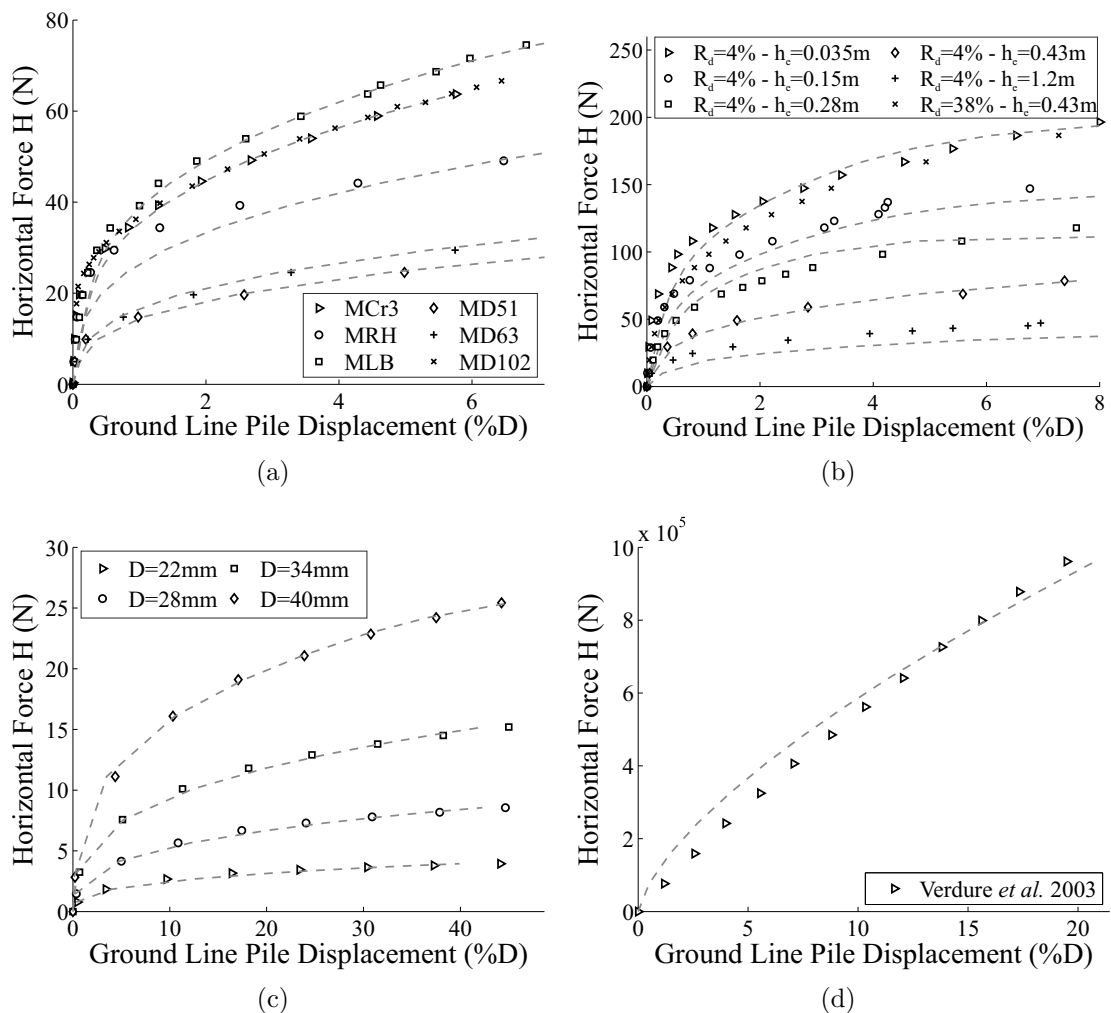 80
60
40
20
0
0 2 4 6
Horizontal Force H (N)
Ground Line Pile Displacement (%D)
MCr3 MD51
MRH MD63
MLB MD102
(a)
250
200
150
100
50
0
0 2 4 6 8
Horizontal Force H (N)
Ground Line Pile Displacement (%D)
R_d=4% - h_e=0.035m R_d=4% - h_e=0.43m
R_d=4% - h_e=0.15m R_d=4% - h_e=1.2m
R_d=4% - h_e=0.28m R_d=38% - h_e=0.43m
(b)
30
25
20
15
10
5
0
0 10 20 30 40
Horizontal Force H (N)
Ground Line Pile Displacement (%D)
D=22mm D=34mm
D=28mm D=40mm
(c)
x 10^5
10
8
6
4
2
0
0 5 10 15 20
Horizontal Force H (N)
Ground Line Pile Displacement (%D)
Verdure et al. 2003
(d)